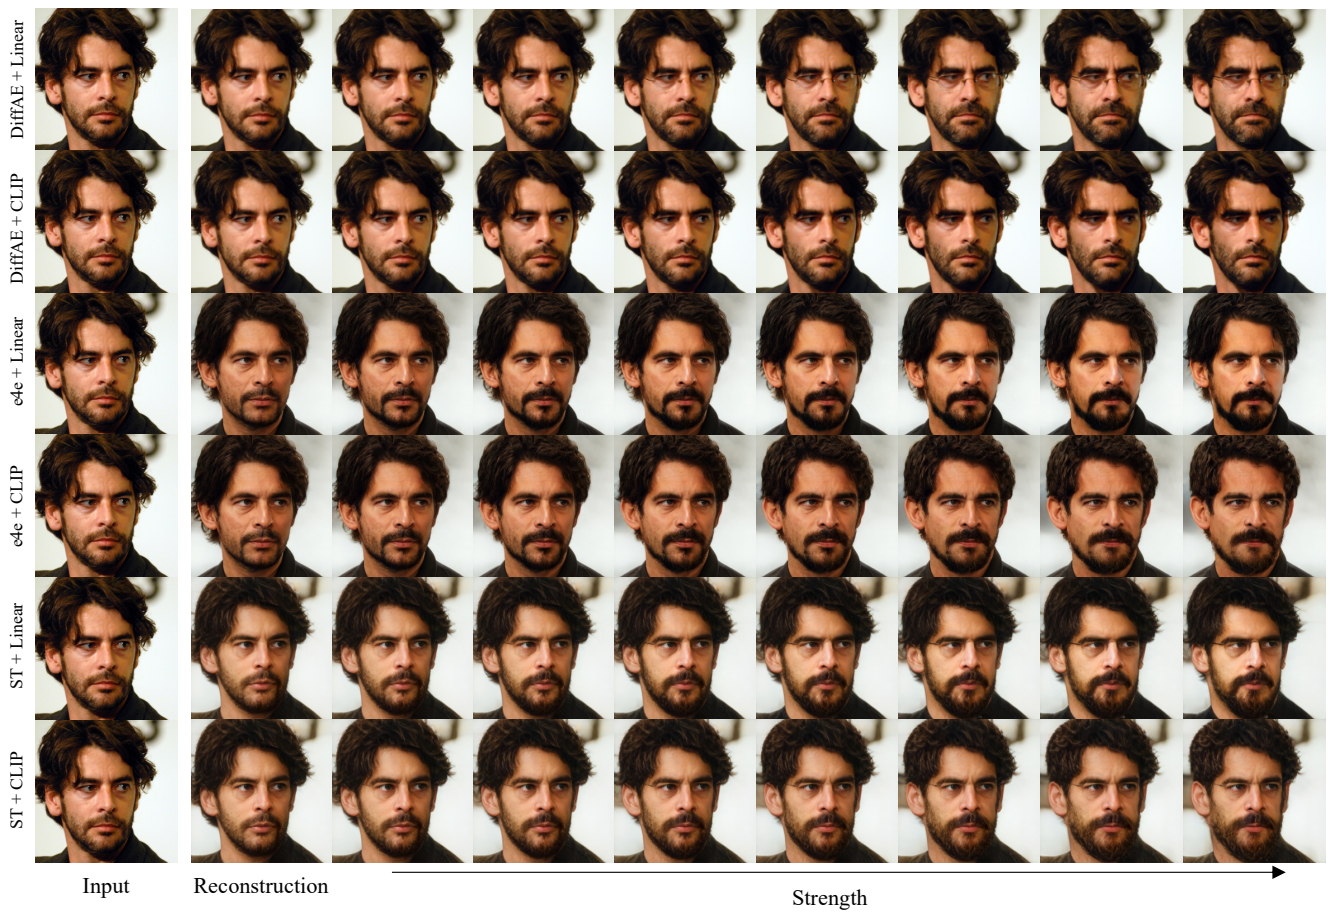 DiffAE + Linear
DiffAE + CLIP
e4e + Linear
e4e + CLIP
ST + Linear
ST + CLIP
Input
Reconstruction
Strength